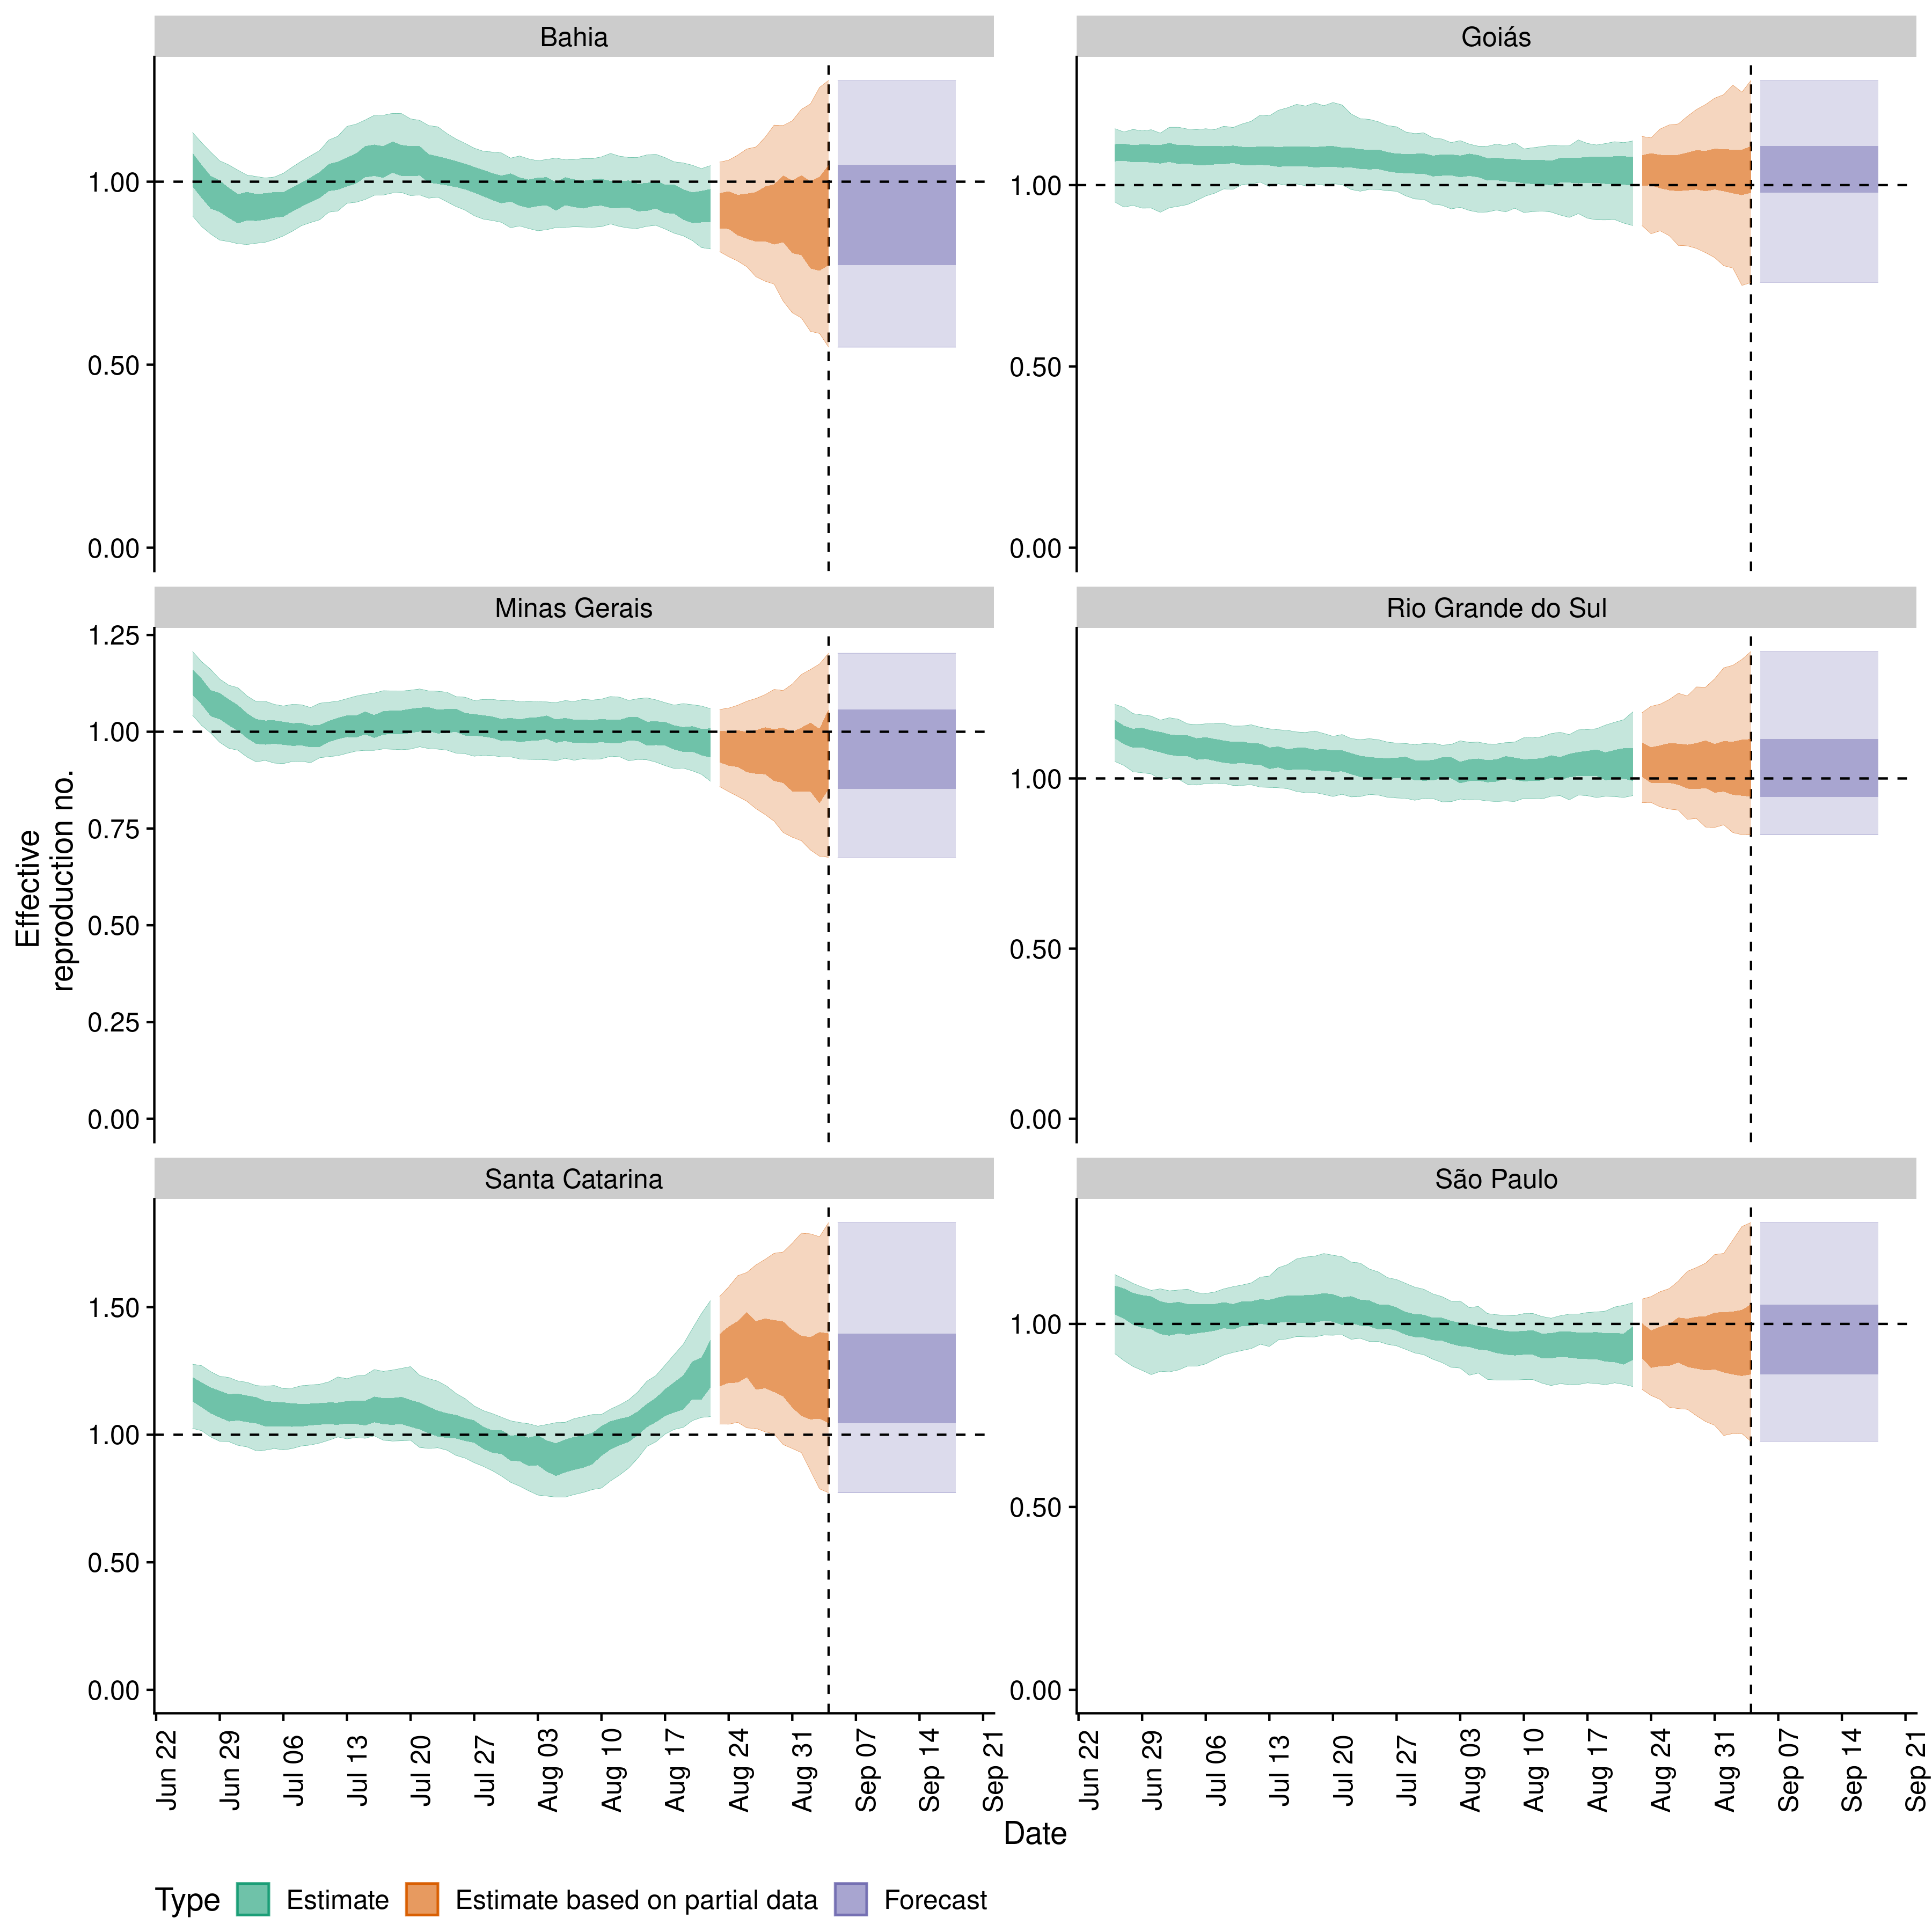 Bahia
Goiás
1.00
0.50
0.00
1.00
0.50
0.00
Minas Gerais
Rio Grande do Sul
1.25
1.00
0.75
0.50
0.25
0.00
1.00
0.50
0.00
Santa Catarina
São Paulo
1.50
1.00
0.50
0.00
1.00
0.50
0.00
Effective
reproduction no.
Jun 22
Jun 29
Jul 06
Jul 13
Jul 20
Jul 27
Aug 03
Aug 10
Aug 17
Aug 24
Aug 31
Sep 07
Sep 14
Sep 21
Jun 22
Jun 29
Jul 06
Jul 13
Jul 20
Jul 27
Aug 03
Aug 10
Aug 17
Aug 24
Aug 31
Sep 07
Sep 14
Sep 21
Date
Type
Estimate
Estimate based on partial data
Forecast